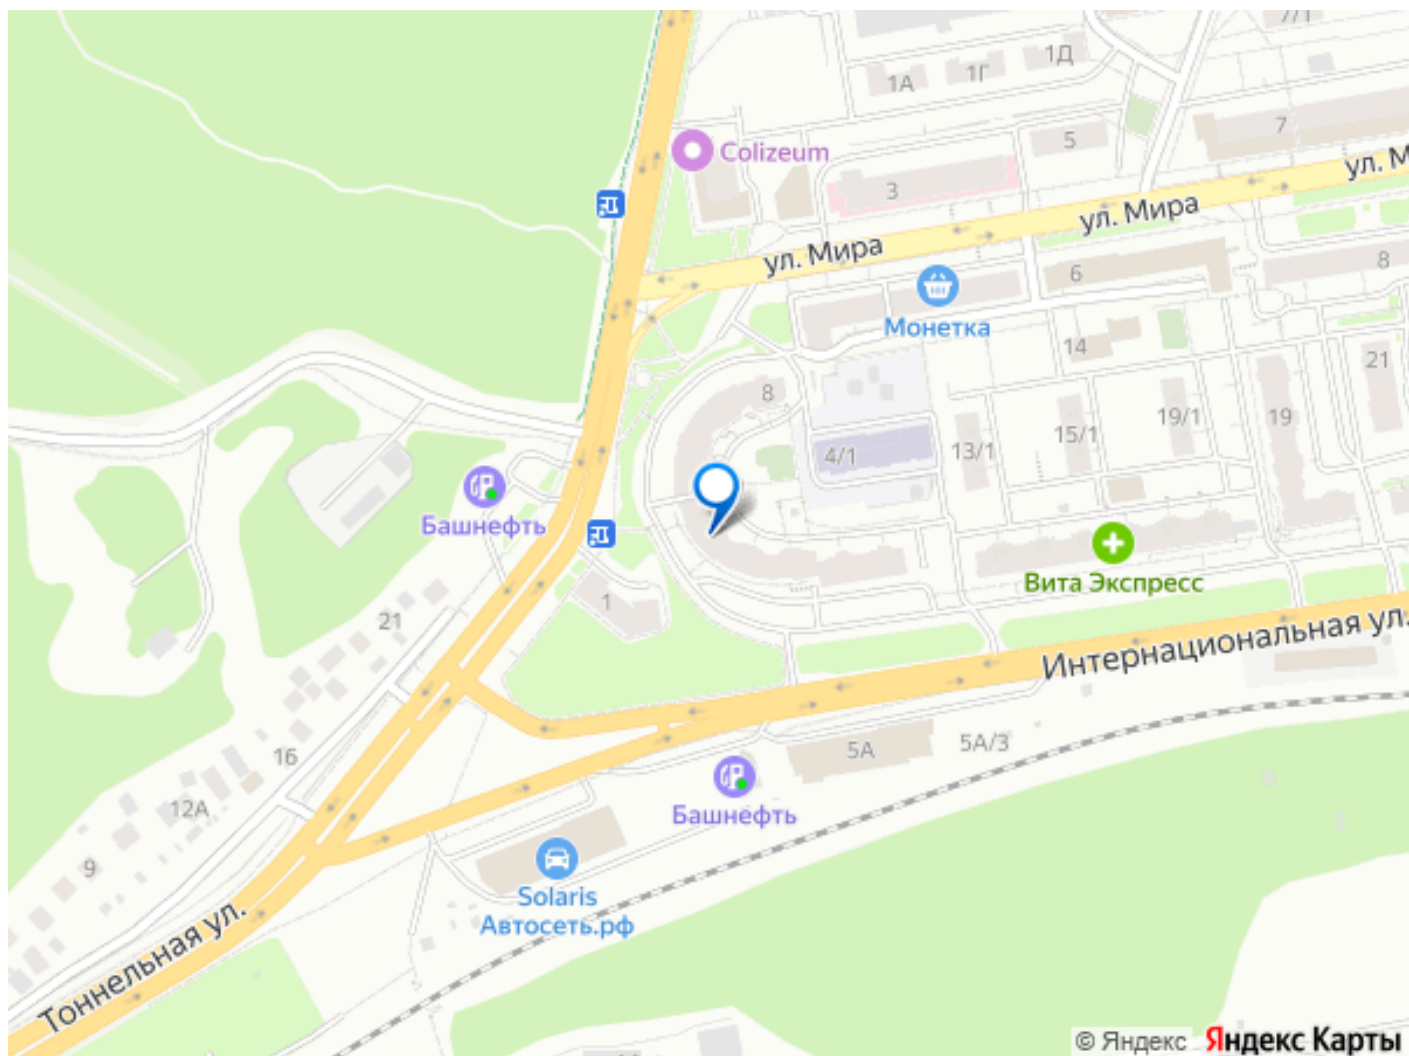 7/1
1Д
1Г
1А
7
5
Colizeum
3
ул. М
ул. Мира
ул. Мира
8
6
Монетка
14
21
8
19/1
19
15/1
13/1
4/1
Башнефть
Вита Экспресс
1
21
Интернациональная ул.
16
5А
5А/3
12А
Башнефть
9
Solaris
Автосеть.рф
Тоннельная ул.
© Яндекс Яндекс Карты